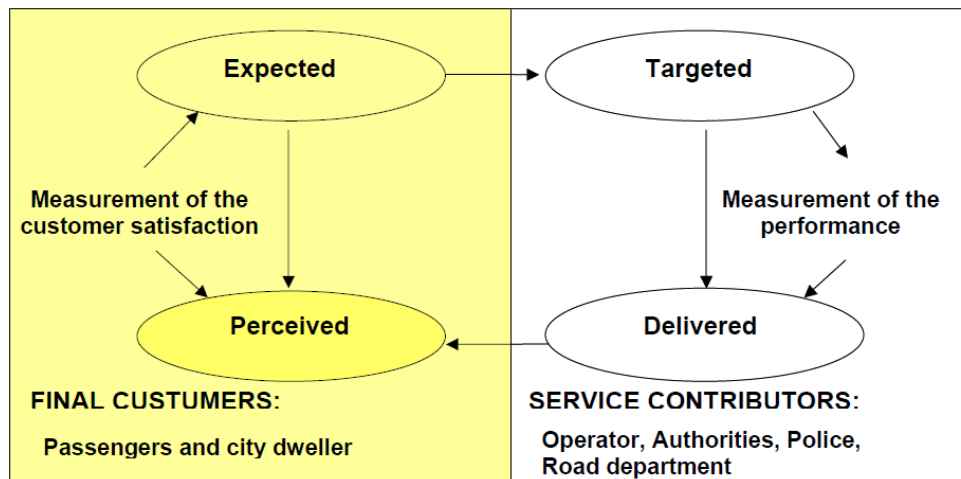 Expected
Targeted
Measurement of the
customer satisfaction
Measurement of the
performance
Perceived
Delivered
FINAL CUSTUMERS:
Passengers and city dweller
SERVICE CONTRIBUTORS:
Operator, Authorities, Police,
Road department